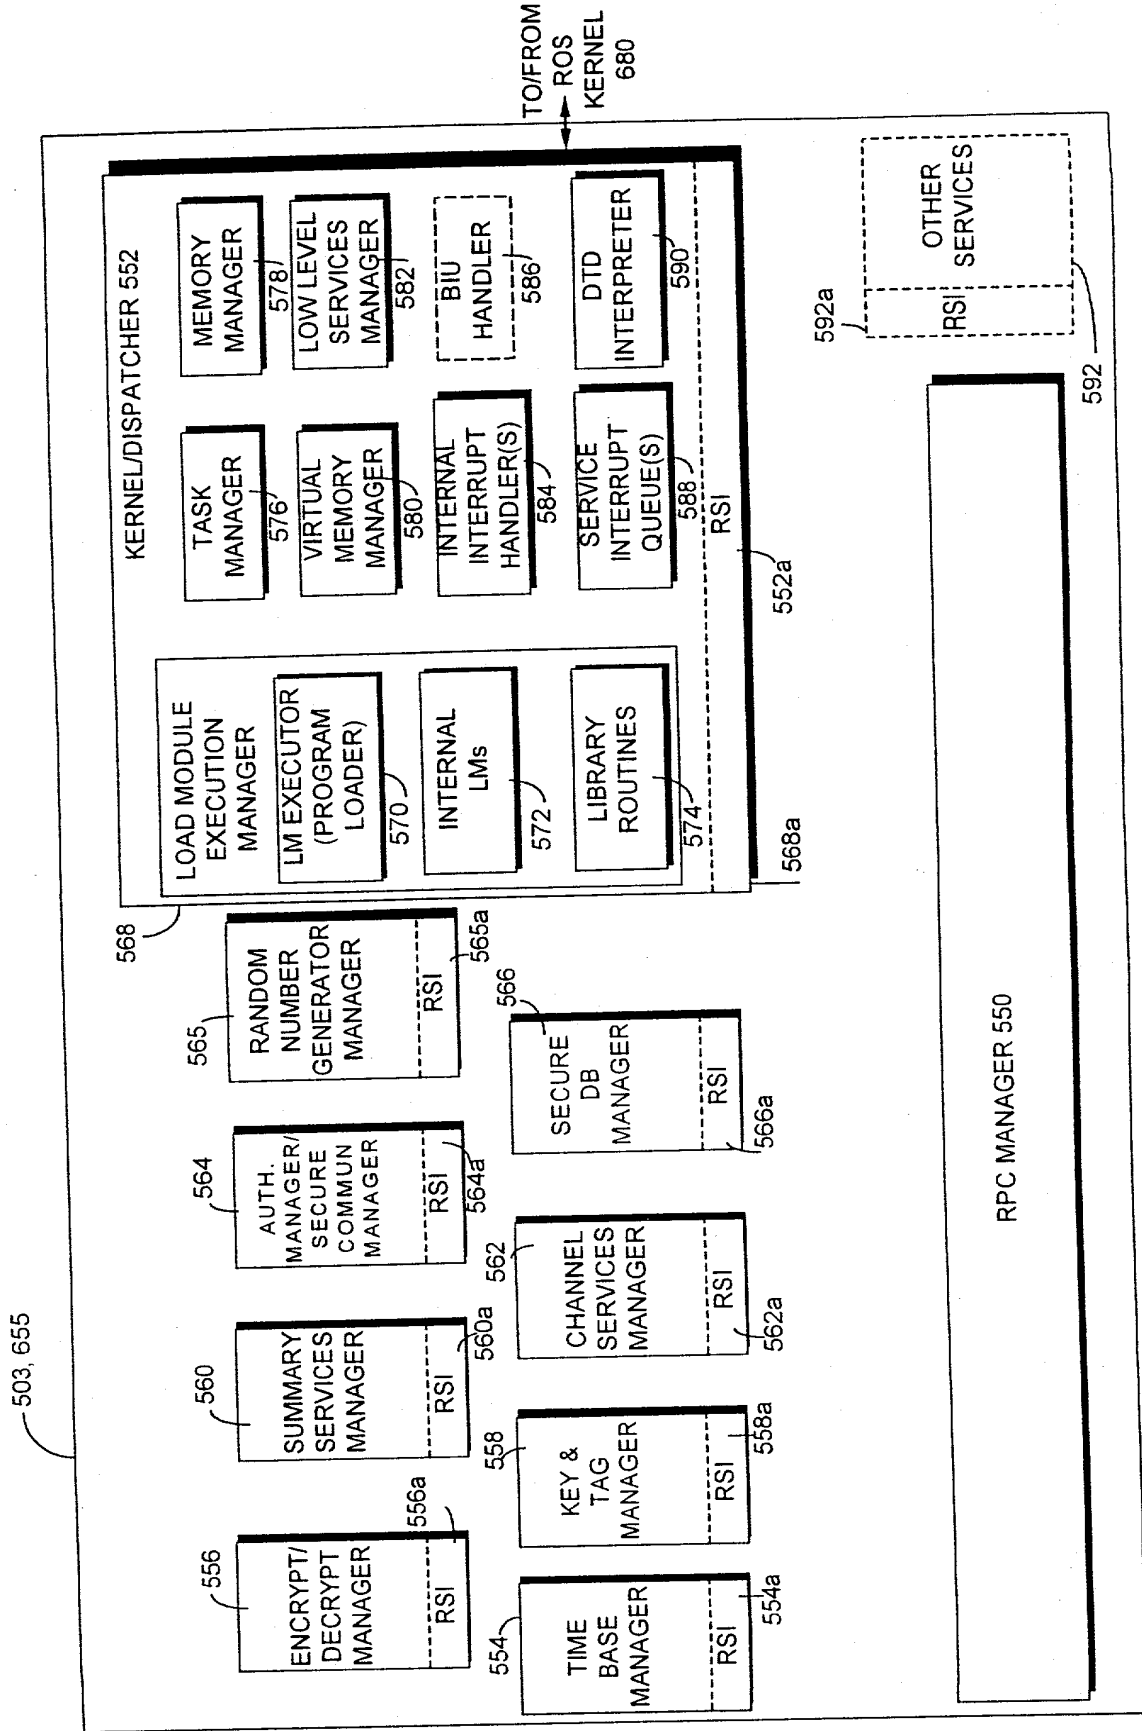 503, 655
KERNEL/DISPATCHER 552
TO/FROM
ROS
KERNEL
680
568
LOAD MODULE
EXECUTION
MANAGER
LM EXECUTOR
(PROGRAM
LOADER)
570
INTERNAL
LMs
572
LIBRARY
ROUTINES
574
TASK
MANAGER
576
MEMORY
MANAGER
578
VIRTUAL
MEMORY
MANAGER
580
LOW LEVEL
SERVICES
MANAGER
582
INTERNAL
INTERRUPT
HANDLER(S)
584
BIU
HANDLER
586
SERVICE
INTERRUPT
QUEUE(S)
588
DTD
INTERPRETER
590
RSI
552a
568a
556
ENCRYPT/
DECRYPT
MANAGER
RSI
556a
560
SUMMARY
SERVICES
MANAGER
RSI
560a
564
AUTH.
MANAGER/
SECURE
COMMUN
MANAGER
RSI
564a
565
RANDOM
NUMBER
GENERATOR
MANAGER
RSI
565a
554
TIME
BASE
MANAGER
RSI
554a
558
KEY &
TAG
MANAGER
RSI
558a
562
CHANNEL
SERVICES
MANAGER
RSI
562a
566
SECURE
DB
MANAGER
RSI
566a
592a
RSI
OTHER
SERVICES
592
RPC MANAGER 550